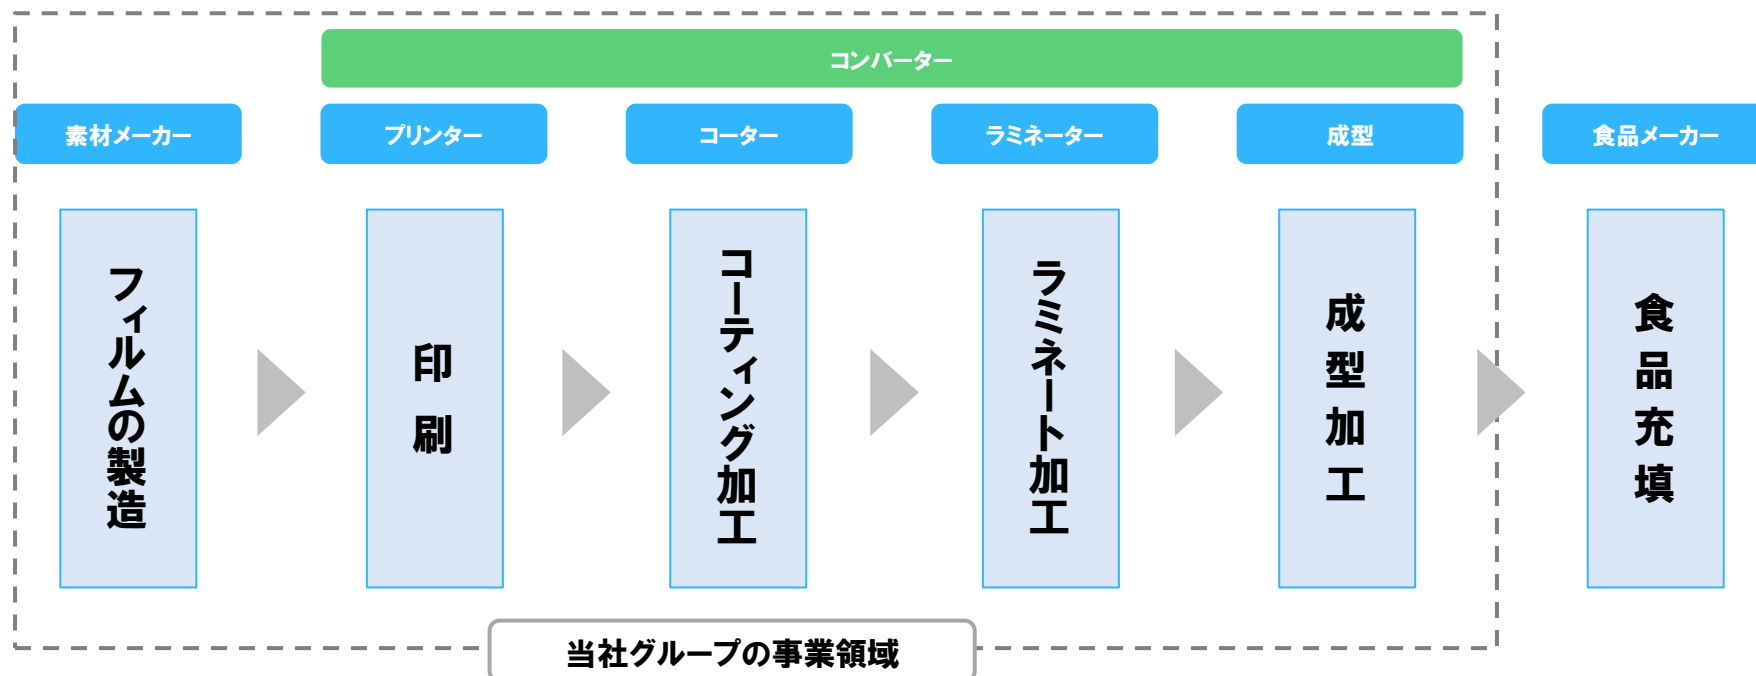 コンバーター
素材メーカー
プリンター
コーター
ラミネーター
成型
食品メーカー
フィルムの製造
印刷
コーティング加工
ラミネート加工
成型加工
食品充填
当社グループの事業領域